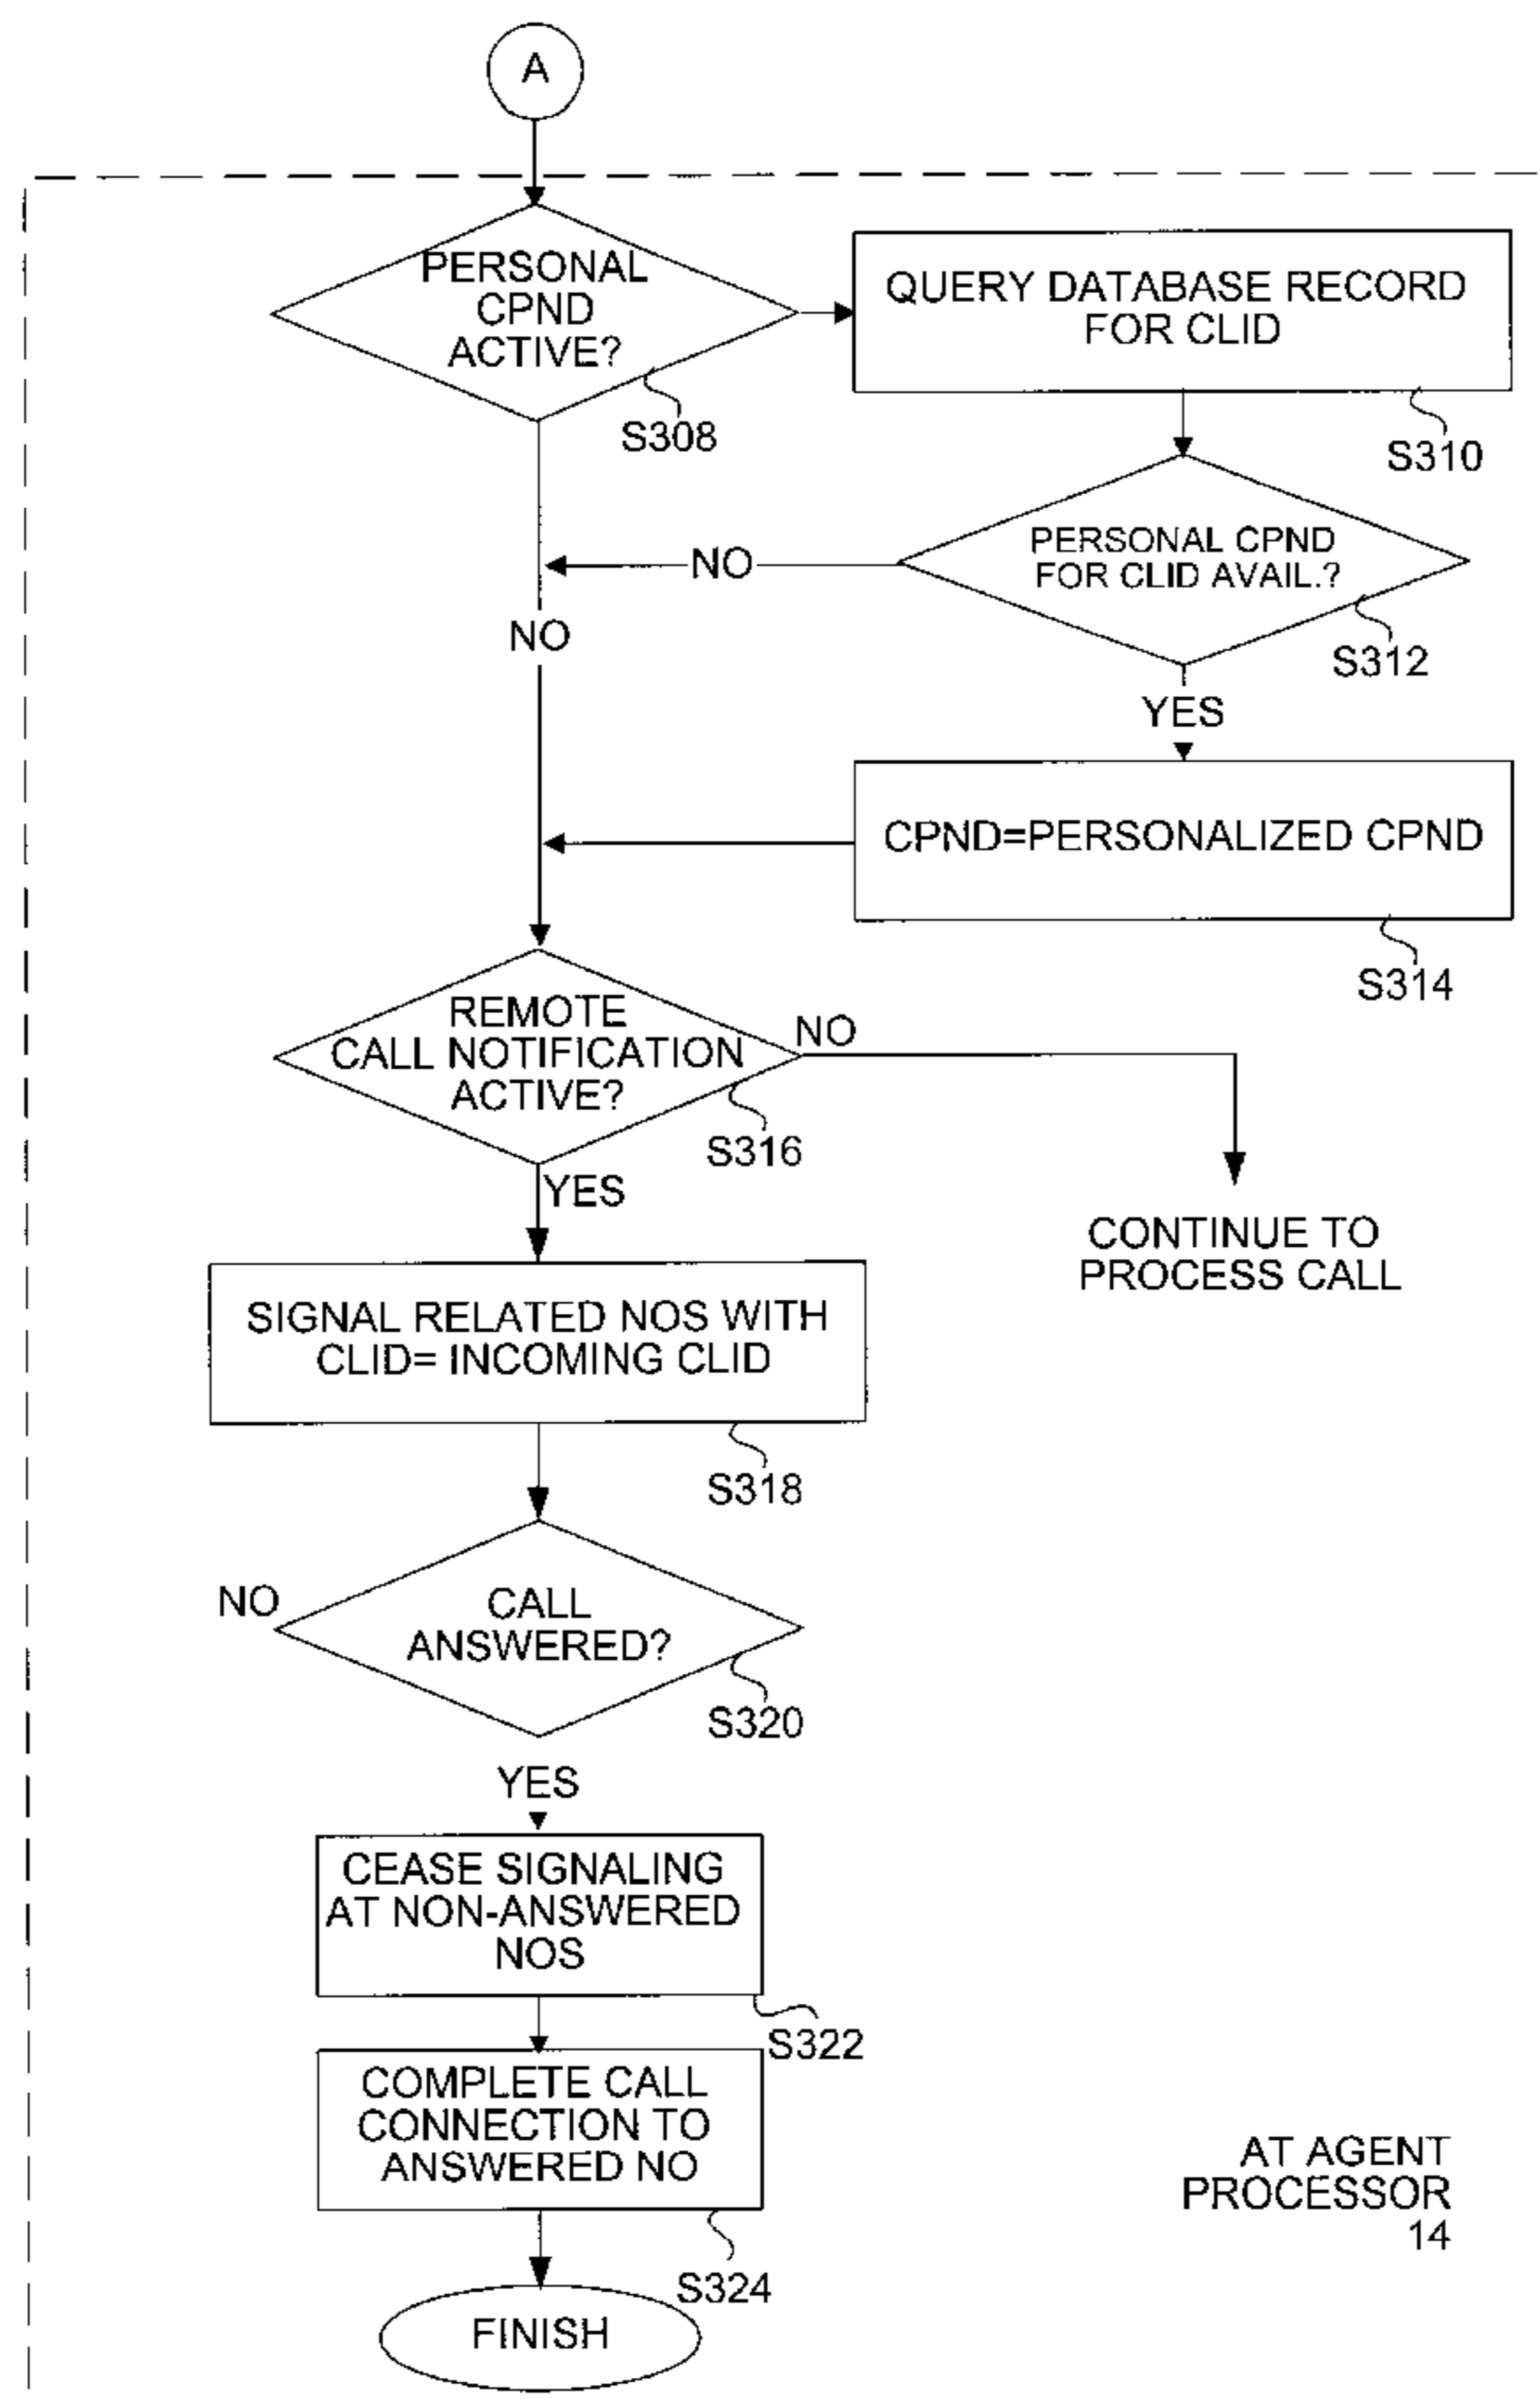 A
PERSONAL
CPND
ACTIVE?
S308
QUERY DATABASE RECORD
FOR CLID
S310
PERSONAL CPND
FOR CLID AVAIL.?
S312
NO
NO
YES
CPND=PERSONALIZED CPND
S314
REMOTE
CALL NOTIFICATION
ACTIVE?
S316
NO
YES
CONTINUE TO
PROCESS CALL
SIGNAL RELATED NOS WITH
CLID= INCOMING CLID
S318
NO
CALL
ANSWERED?
S320
YES
CEASE SIGNALING
AT NON-ANSWERED
NOS
S322
COMPLETE CALL
CONNECTION TO
ANSWERED NO
S324
FINISH
AT AGENT
PROCESSOR
14